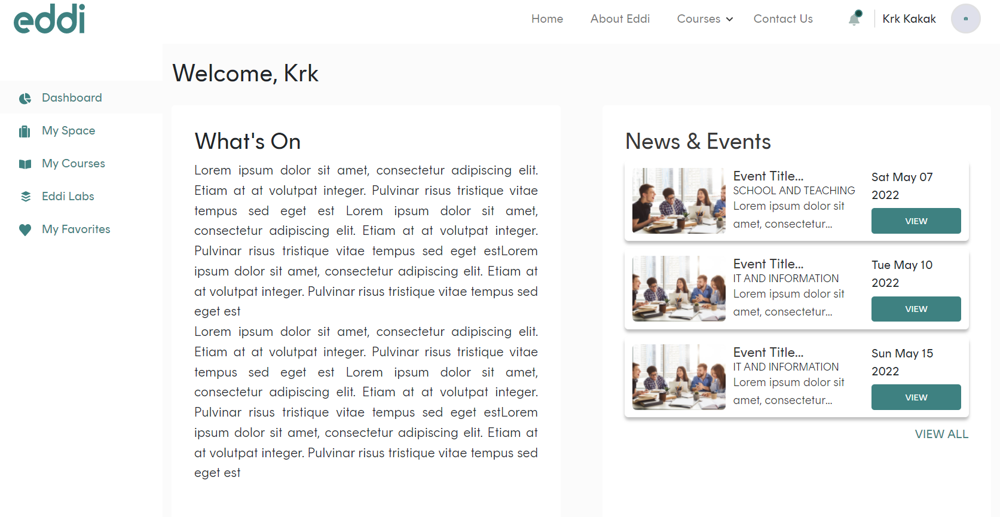 eddi
Home About Eddi Courses Contact Us Krk Kakak
Dashboard
My Space
My Courses
Eddi Labs
My Favorites
Welcome, Krk
What's On
Lorem ipsum dolor sit amet, consectetur adipiscing elit.
Etiam at at volutpat integer. Pulvinar risus tristique vitae
tempus sed eget est Lorem ipsum dolor sit amet,
consectetur adipiscing elit. Etiam at at volutpat integer.
Pulvinar risus tristique vitae tempus sed eget estLorem
ipsum dolor sit amet, consectetur adipiscing elit. Etiam at
at volutpat integer. Pulvinar risus tristique vitae tempus sed
eget est
Lorem ipsum dolor sit amet, consectetur adipiscing elit.
Etiam at at volutpat integer. Pulvinar risus tristique vitae
tempus sed eget est Lorem ipsum dolor sit amet,
consectetur adipiscing elit. Etiam at at volutpat integer.
Pulvinar risus tristique vitae tempus sed eget estLorem
ipsum dolor sit amet, consectetur adipiscing elit. Etiam at
at volutpat integer. Pulvinar risus tristique vitae tempus sed
eget est
News & Events
Event Title...
SCHOOL AND TEACHING
Lorem ipsum dolor sit
amet, consectetur...
Sat May 07
2022
VIEW
Event Title...
IT AND INFORMATION
Lorem ipsum dolor sit
amet, consectetur...
Tue May 10
2022
VIEW
Event Title...
IT AND INFORMATION
Lorem ipsum dolor sit
amet, consectetur...
Sun May 15
2022
VIEW
VIEW ALL